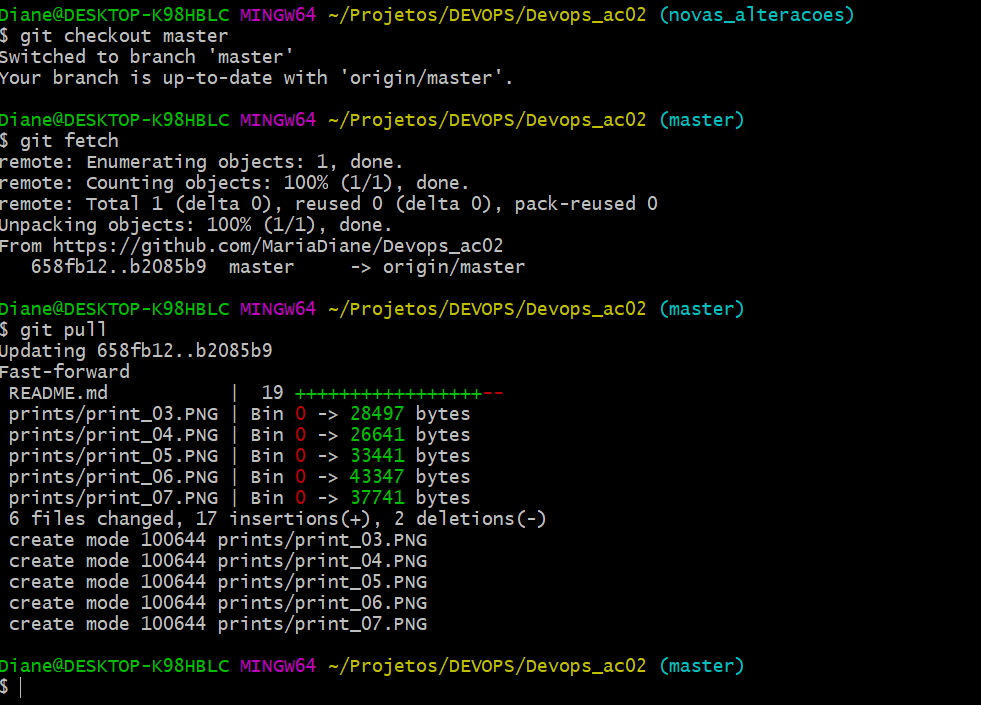 Diane@DESKTOP-K98HBLC MINGW64 ~/Projetos/DEVOPS/Devops_ac02 (novas_alteracoes)
$ git checkout master
Switched to branch 'master'
Your branch is up-to-date with 'origin/master'.

Diane@DESKTOP-K98HBLC MINGW64 ~/Projetos/DEVOPS/Devops_ac02 (master)
$ git fetch
remote: Enumerating objects: 1, done.
remote: Counting objects: 100% (1/1), done.
remote: Total 1 (delta 0), reused 0 (delta 0), pack-reused 0
Unpacking objects: 100% (1/1), done.
From https://github.com/MariaDiane/Devops_ac02
   658fb12..b2085b9  master     -> origin/master

Diane@DESKTOP-K98HBLC MINGW64 ~/Projetos/DEVOPS/Devops_ac02 (master)
$ git pull
Updating 658fb12..b2085b9
Fast-forward
 README.md           |  19 +++++++++++++++++--
 prints/print_03.PNG | Bin 0 -> 28497 bytes
 prints/print_04.PNG | Bin 0 -> 26641 bytes
 prints/print_05.PNG | Bin 0 -> 33441 bytes
 prints/print_06.PNG | Bin 0 -> 43347 bytes
 prints/print_07.PNG | Bin 0 -> 37741 bytes
 6 files changed, 17 insertions(+), 2 deletions(-)
 create mode 100644 prints/print_03.PNG
 create mode 100644 prints/print_04.PNG
 create mode 100644 prints/print_05.PNG
 create mode 100644 prints/print_06.PNG
 create mode 100644 prints/print_07.PNG

Diane@DESKTOP-K98HBLC MINGW64 ~/Projetos/DEVOPS/Devops_ac02 (master)
$